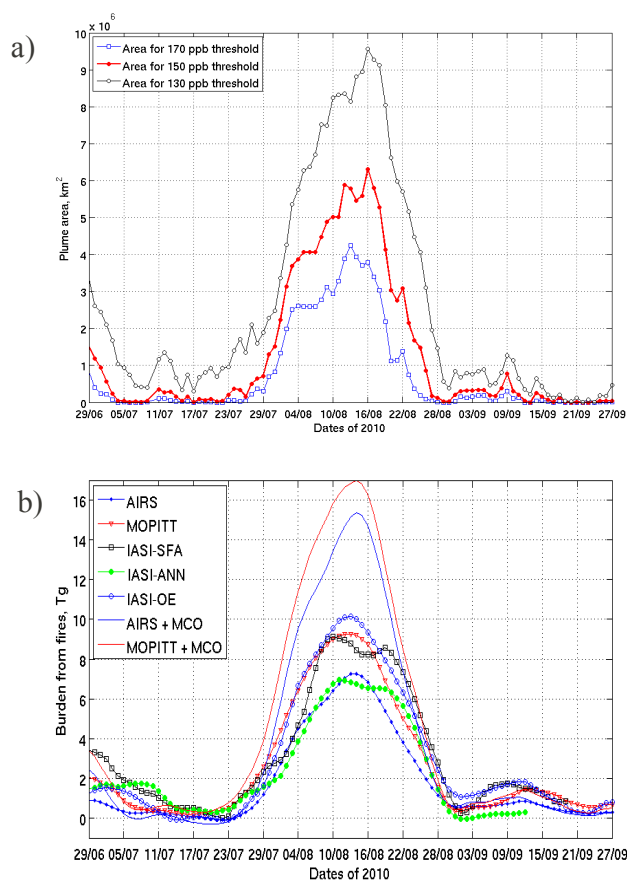 a)
x 10 6
Area for 170 ppb threshold
Area for 150 ppb threshold
Area for 130 ppb threshold
Plume area, km2
10
9
8
7
6
5
4
3
2
1
0
29/06 05/07 11/07 17/07 23/07 29/07 04/08 10/08 16/08 22/08 28/08 03/09 09/09 15/09 21/09 27/09
Dates of 2010
b)
AIRS
MOPITT
IASI-SFA
IASI-ANN
IASI-OE
AIRS + MCO
MOPITT + MCO
Burden from fires, Tg
16
14
12
10
8
6
4
2
0
29/06 05/07 11/07 17/07 23/07 29/07 04/08 10/08 16/08 22/08 28/08 03/09 09/09 15/09 21/09 27/09
Dates of 2010